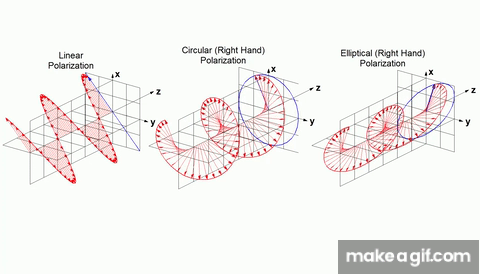 Linear
Polarization
Circular (Right Hand)
Polarization
Elliptical (Right Hand)
Polarization
x
z
y
x
z
y
x
z
y
makeagif.com